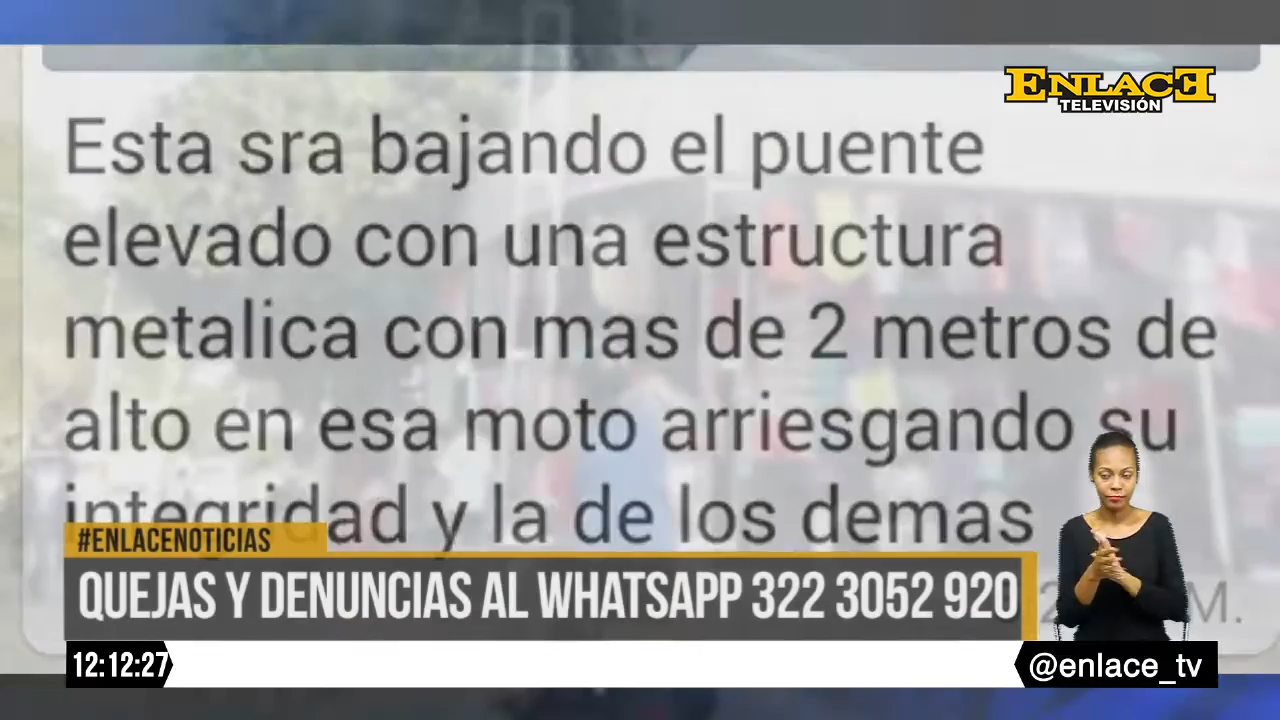 ENLACE
TELEVISIÓN
Esta sra bajando el puente
elevado con una estructura
metalica con mas de 2 metros de
alto en esa moto arriesgando su
integridad y la de los demas
#ENLACENOTICIAS
QUEJAS Y DENUNCIAS AL WHATSAPP 322 3052 920
M.
12:12:27
@enlace_tv